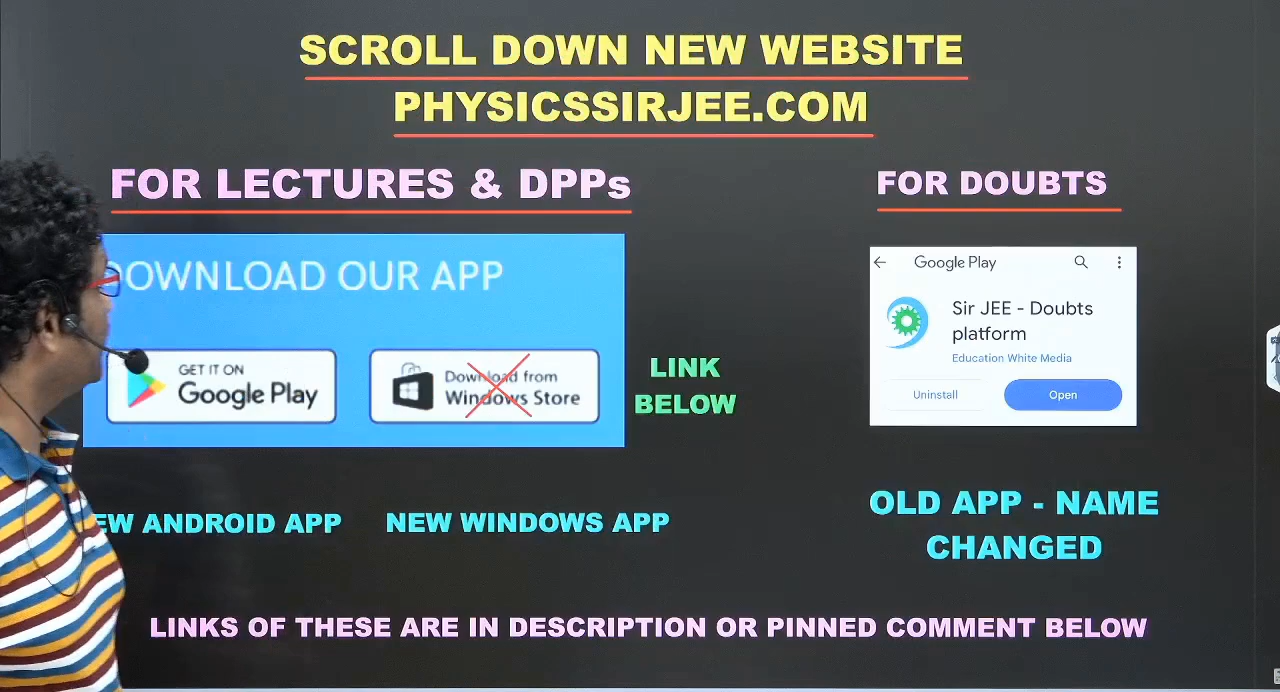 SCROLL DOWN NEW WEBSITE
PHYSICSSIRJEE.COM
FOR LECTURES & DPPs
FOR DOUBTS
DOWNLOAD OUR APP
GET IT ON
Google Play
Download from
Windows Store
LINK
BELOW
Google Play
Sir JEE - Doubts
platform
Education White Media
Uninstall
Open
EW ANDROID APP
NEW WINDOWS APP
OLD APP - NAME
CHANGED
LINKS OF THESE ARE IN DESCRIPTION OR PINNED COMMENT BELOW